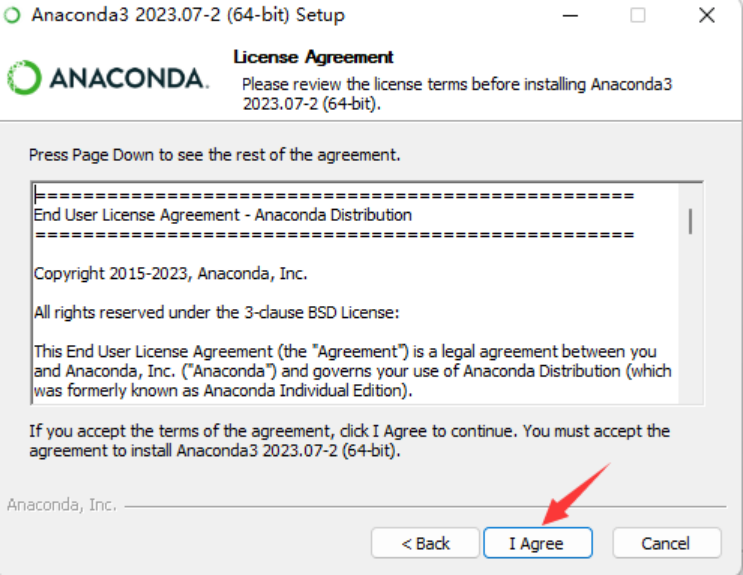 Anaconda3 2023.07-2 (64-bit) Setup
ANACONDA.
License Agreement
Please review the license terms before installing Anaconda3
2023.07-2 (64-bit).
Press Page Down to see the rest of the agreement.
==================================================
End User License Agreement - Anaconda Distribution
==================================================
Copyright 2015-2023, Anaconda, Inc.
All rights reserved under the 3-clause BSD License:
This End User License Agreement (the "Agreement") is a legal agreement between you
and Anaconda, Inc. ("Anaconda") and governs your use of Anaconda Distribution (which
was formerly known as Anaconda Individual Edition).
If you accept the terms of the agreement, click I Agree to continue. You must accept the
agreement to install Anaconda3 2023.07-2 (64-bit).
Anaconda, Inc.
< Back
I Agree
Cancel